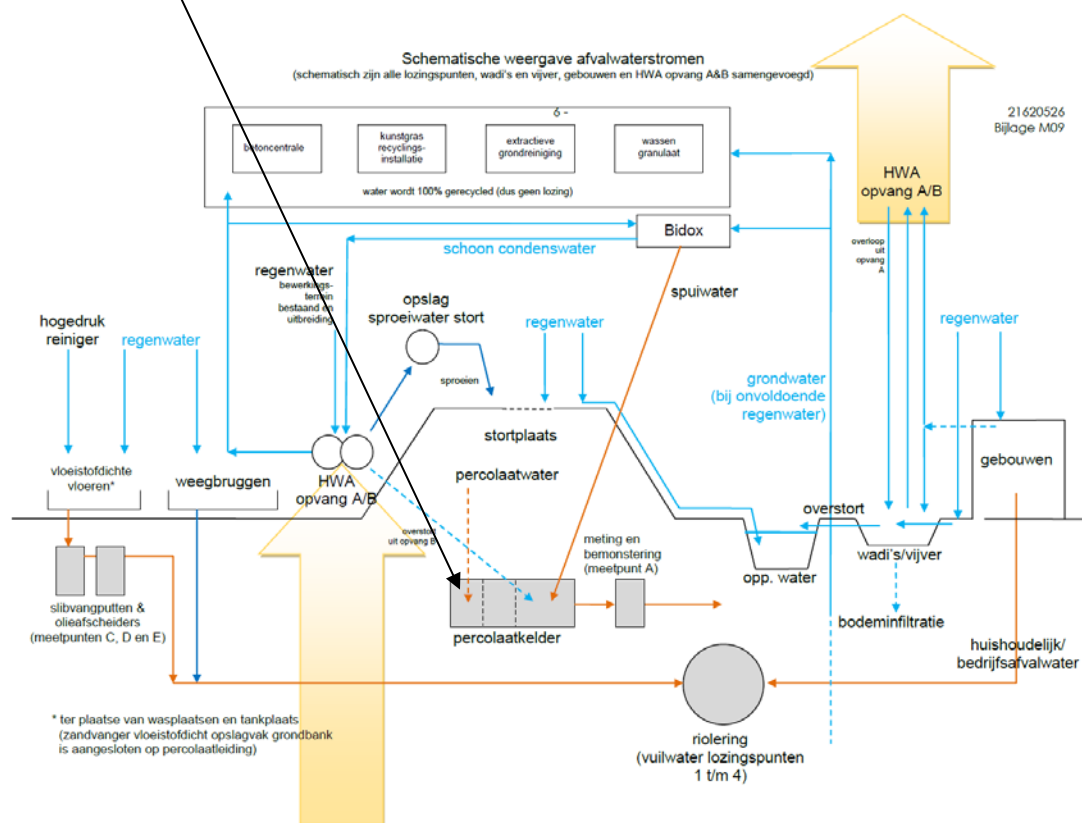 Schematische weergave afvalwaterstromen
(schematisch zijn alle lozingspunten, wadi's en vijver, gebouwen en HWA opvang A&B samengevoegd)
21620526
Bijlage M09
6 -
betoncentrale
kunstgras
recyclings-
installatie
extractieve
grondreiniging
wassen
granulaat
water wordt 100% gerecycled (dus geen lozing)
HWA
opvang A/B
Bidox
schoon condenswater
overloop
uit
opvang
A
regenwater
bewerkings-
terrein
bestaand en
uitbreiding
spuiwater
opslag
sproeiwater stort
hogedruk
reiniger
regenwater
regenwater
regenwater
sproeien
grondwater
(bij onvoldoende
regenwater)
stortplaats
gebouwen
vloeistofdichte
vloeren*
weegbruggen
HWA
opvang A/B
percolaatwater
overstort
overstort
uit opvang B
meting en
bemonstering
(meetpunt A)
wadi's/vijver
opp. water
slibvangputten &
olieafscheiders
(meetpunten C, D en E)
percolaatkelder
bodeminfiltratie
huishoudelijk/
bedrijfsafvalwater
* ter plaatse van wasplaatsen en tankplaats
(zandvanger vloeistofdicht opslagvak grondbank
is aangesloten op percolaatleiding)
riolering
(vuilwater lozingspunten
1 t/m 4)